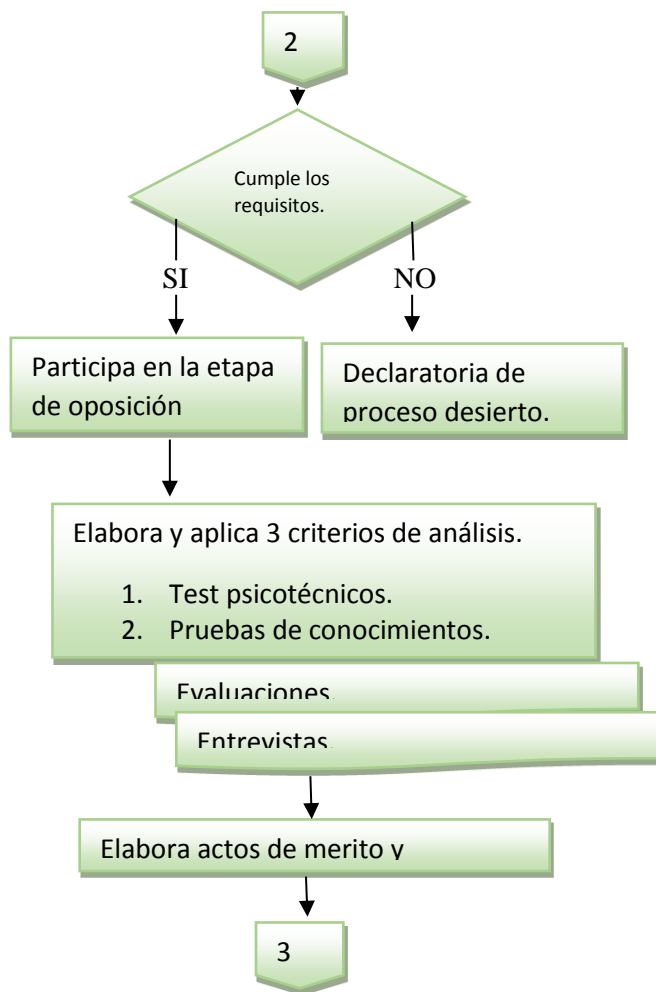 2
Cumple los
requisitos.
SI
NO
Participa en la etapa
de oposición
Declaratoria de
proceso desierto.
Elabora y aplica 3 criterios de análisis.
1. Test psicotécnicos.
2. Pruebas de conocimientos.
Evaluaciones.
Entrevistas.
Elabora actos de merito y
3